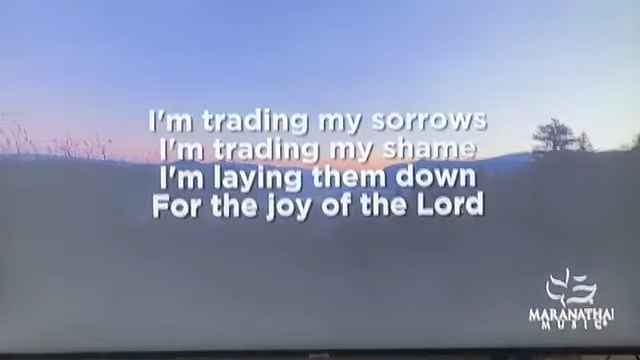 I'm trading my sorrows
I'm trading my shame
I'm laying them down
For the joy of the Lord
MARANATHA!
MUSIC®